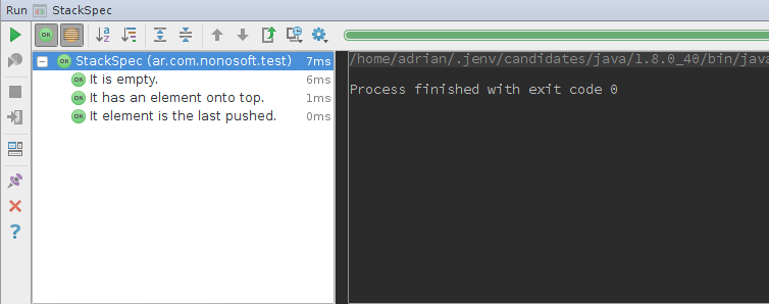 Run StackSpec
OK
a z
OK StackSpec (ar.com.nonosoft.test) 7ms
OK It is empty. 6ms
OK It has an element onto top. 1ms
OK It element is the last pushed. 0ms
/home/adrian/.jenv/candidates/java/1.8.0_40/bin/java
Process finished with exit code 0
?